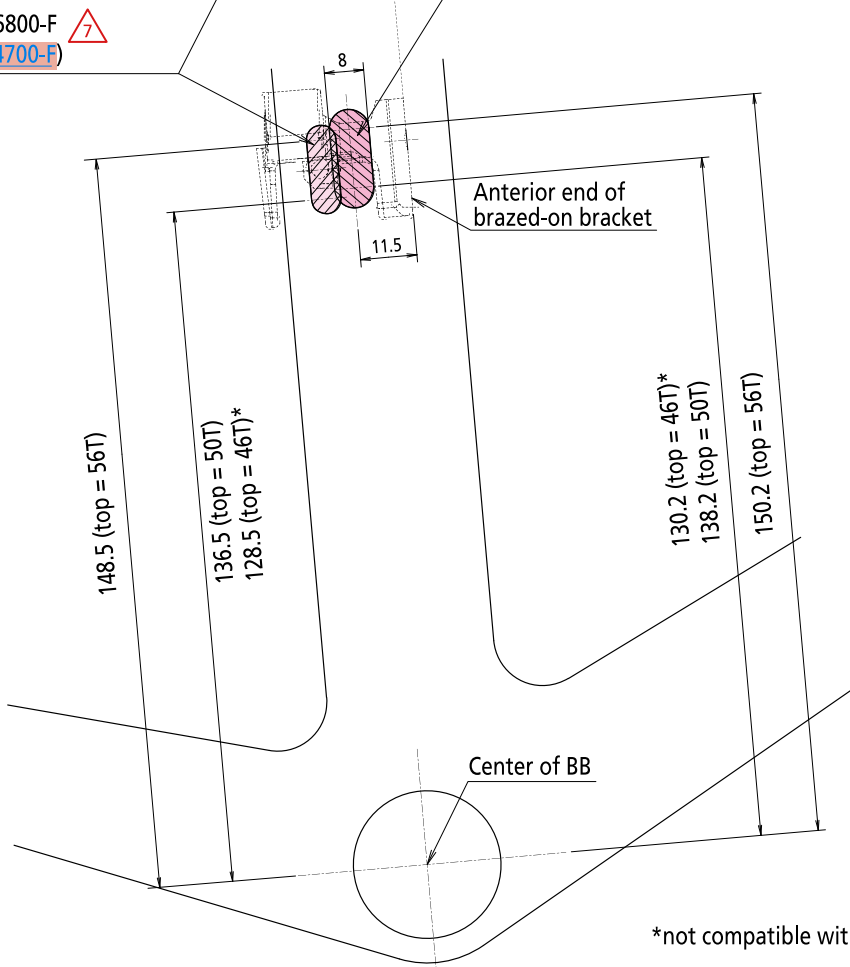 6800-F
7
4700-F)
8
Anterior end of
brazed-on bracket
11.5
148.5 (top = 56T)
136.5 (top = 50T)
128.5 (top = 46T)*
130.2 (top = 46T)*
138.2 (top = 50T)
150.2 (top = 56T)
Center of BB
*not compatible wit